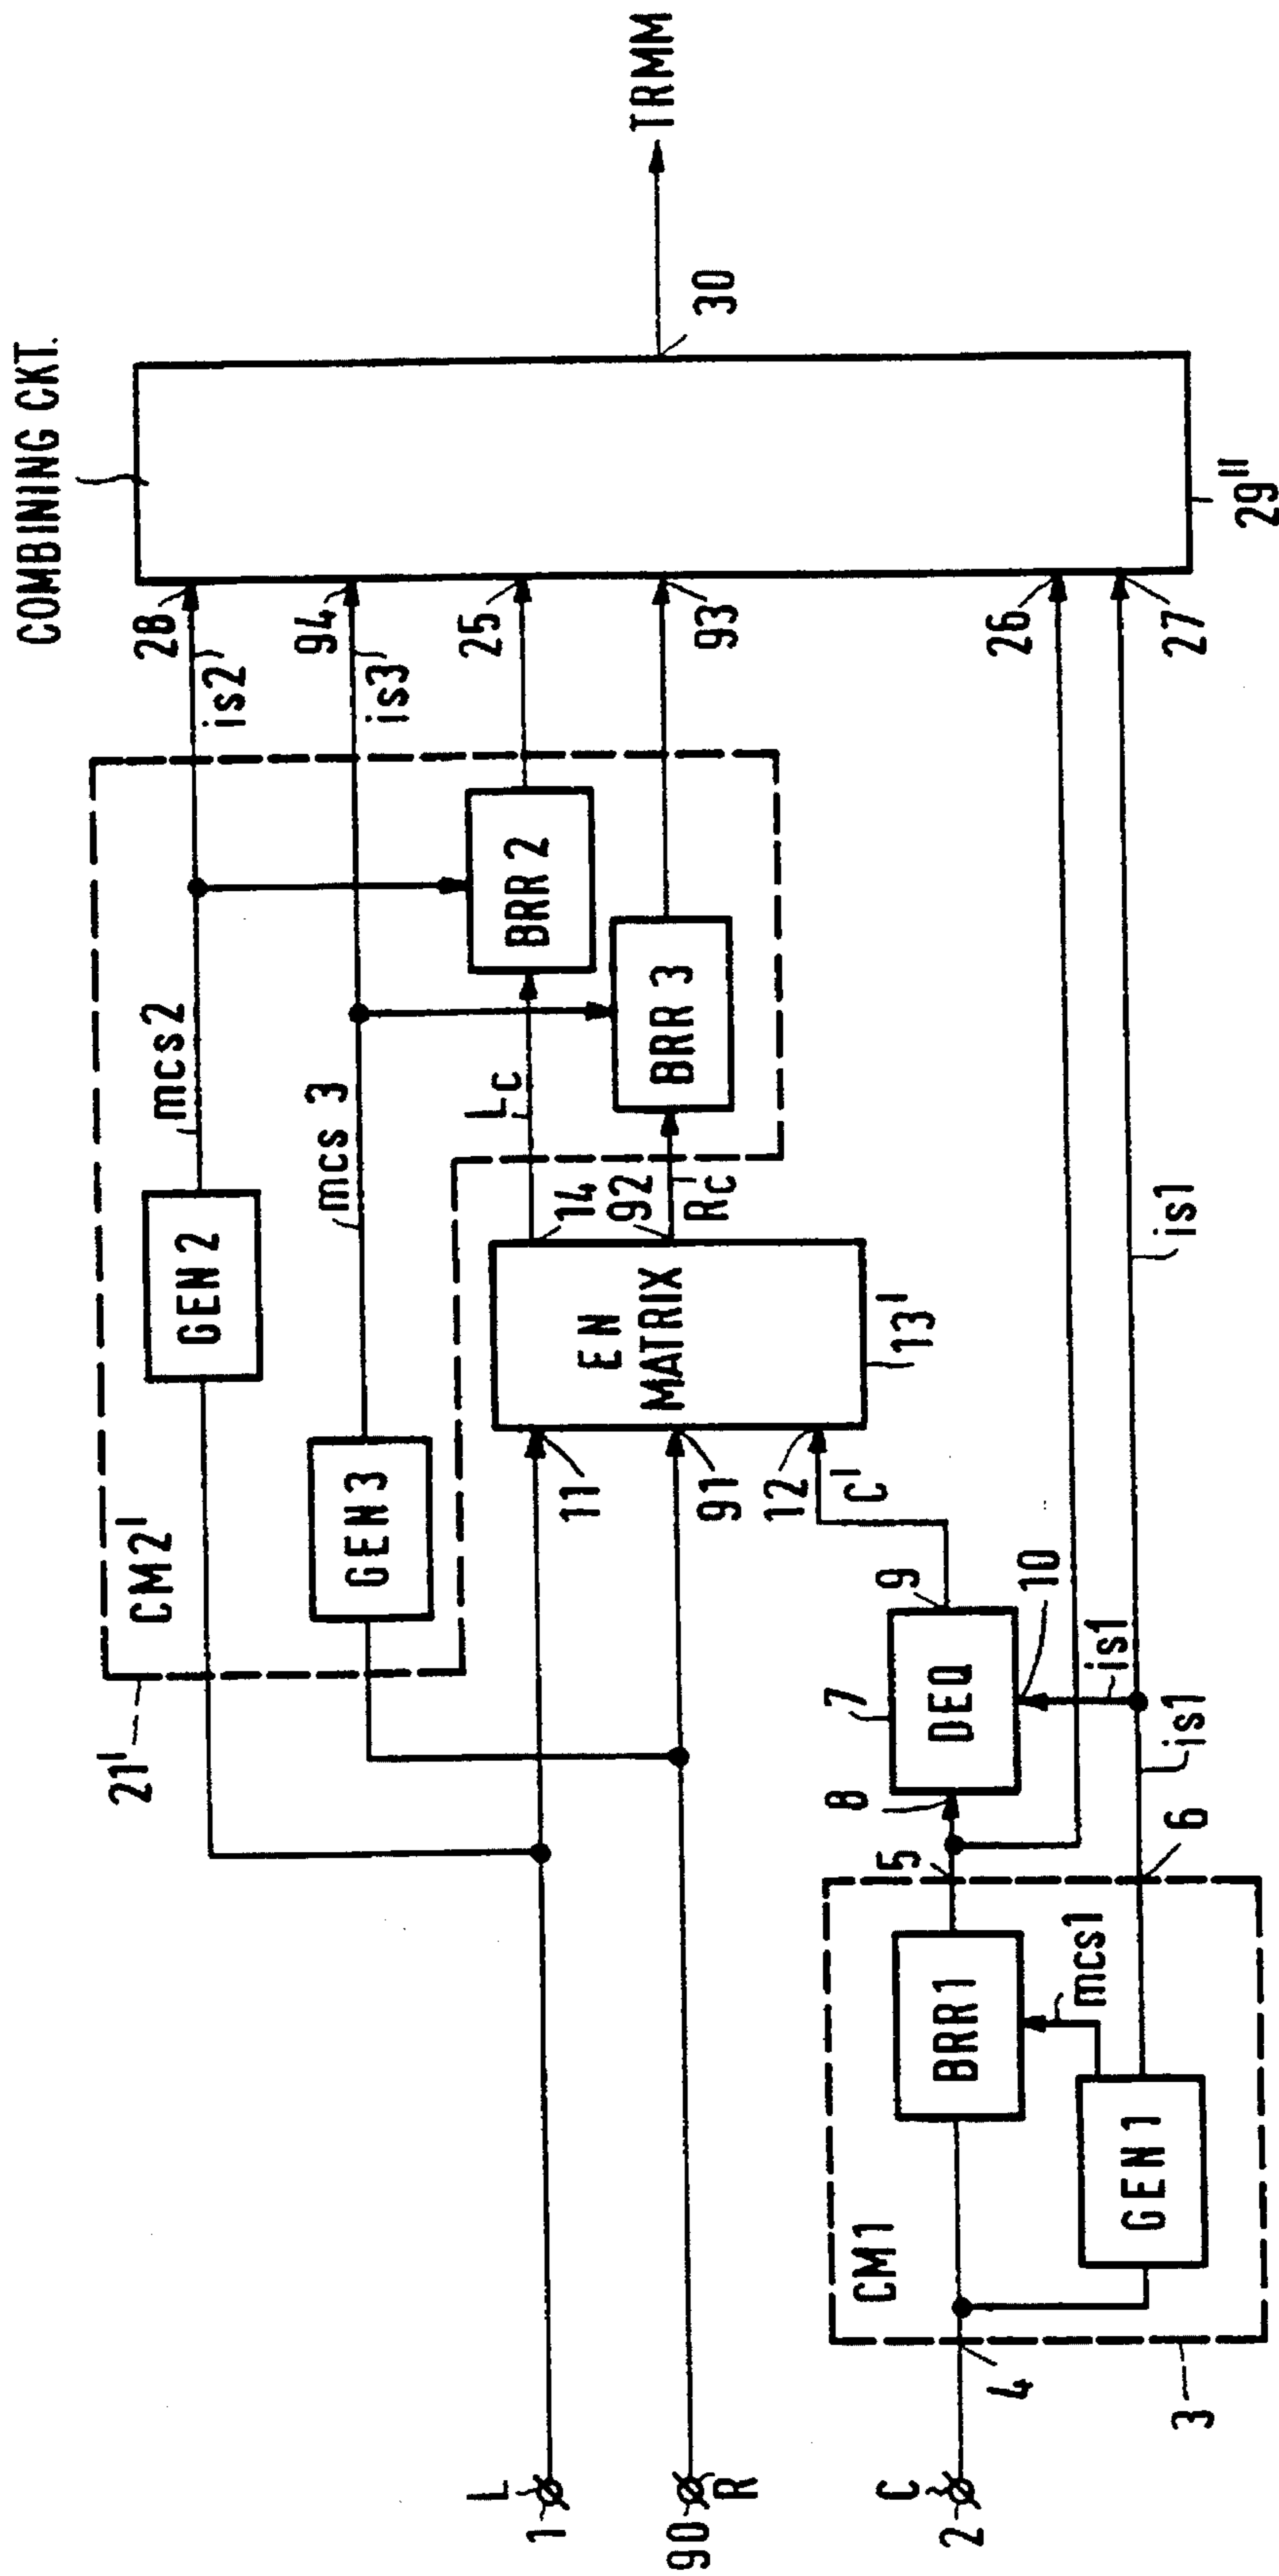 COMBINING CKT.
28
is2'
94
is3'
25
93
26
27
29"
30
TRMM
21'
CM2'
GEN 2
mcs2
GEN 3
mcs 3
BRR 2
BRR 3
LC
RC
14
92
EN
MATRIX
13'
11
91
12
C'
L
1
90
R
C
2
4
3
CM1
BRR1
GEN 1
mcs1
5
6
7
8
9
10
DEQ
is1
is1
is1